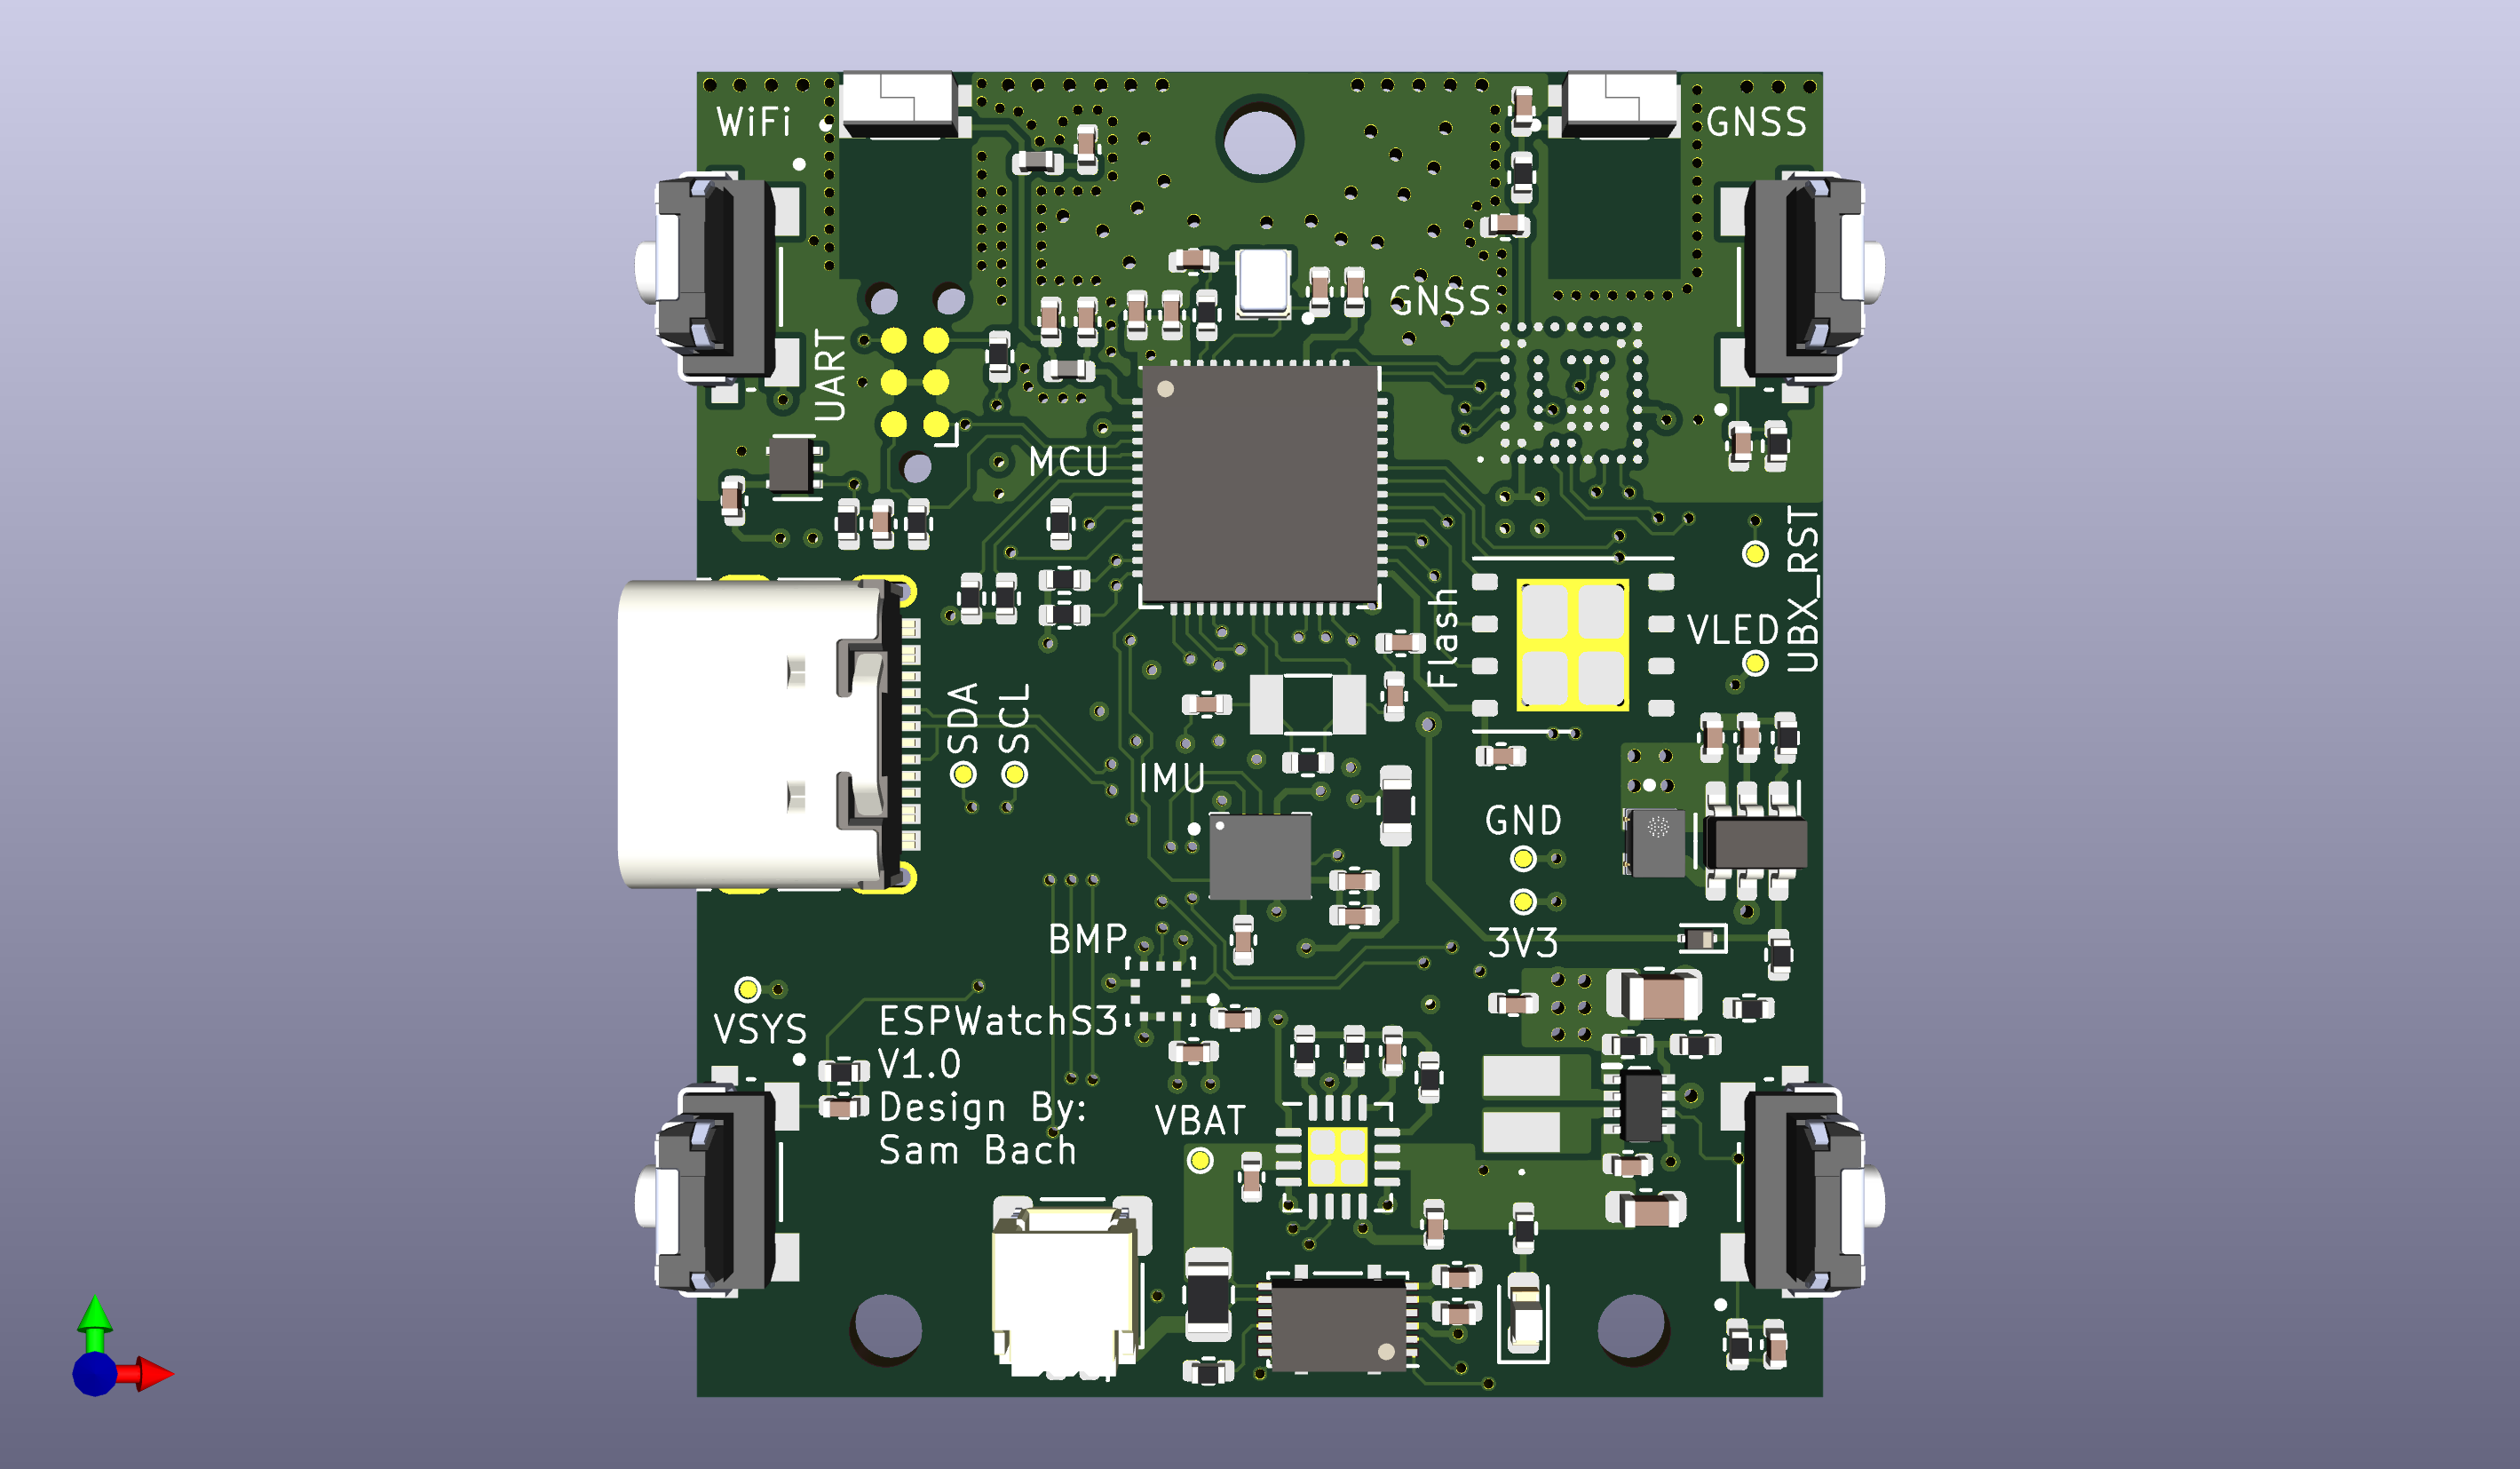 WiFi
GNSS
GNSS
UART
MCU
UBX_RST
Flash
VLED
SDA
SCL
IMU
GND
BMP
3V3
VSYS
ESPWatchS3
V1.0
Design By:
Sam Bach
VBAT